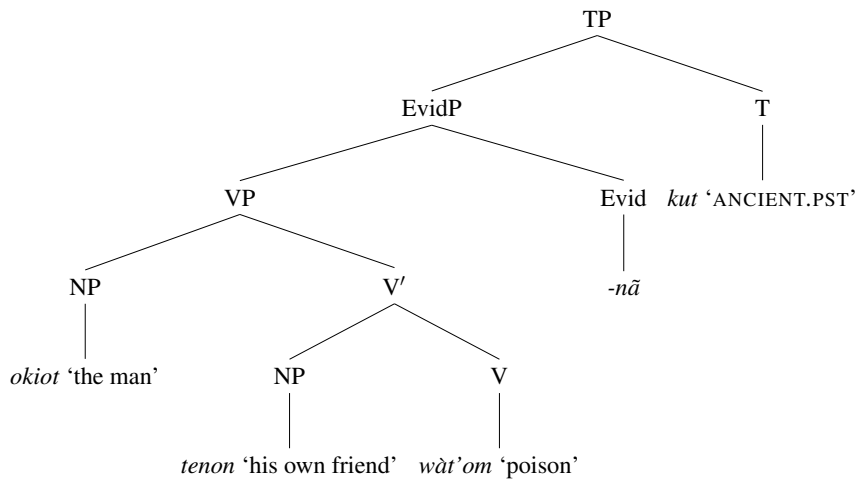 TP
EvidP T
VP Evid kut ‘ANCIENT.PST’
NP V′ -nã
okiot ‘the man’ NP V
tenon ‘his own friend’ wàt’om ‘poison’